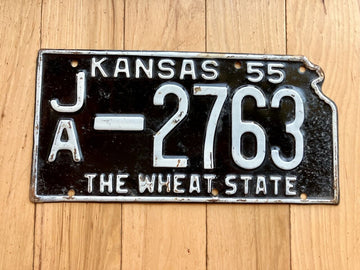 KANSAS 55
JA-2763
THE WHEAT STATE